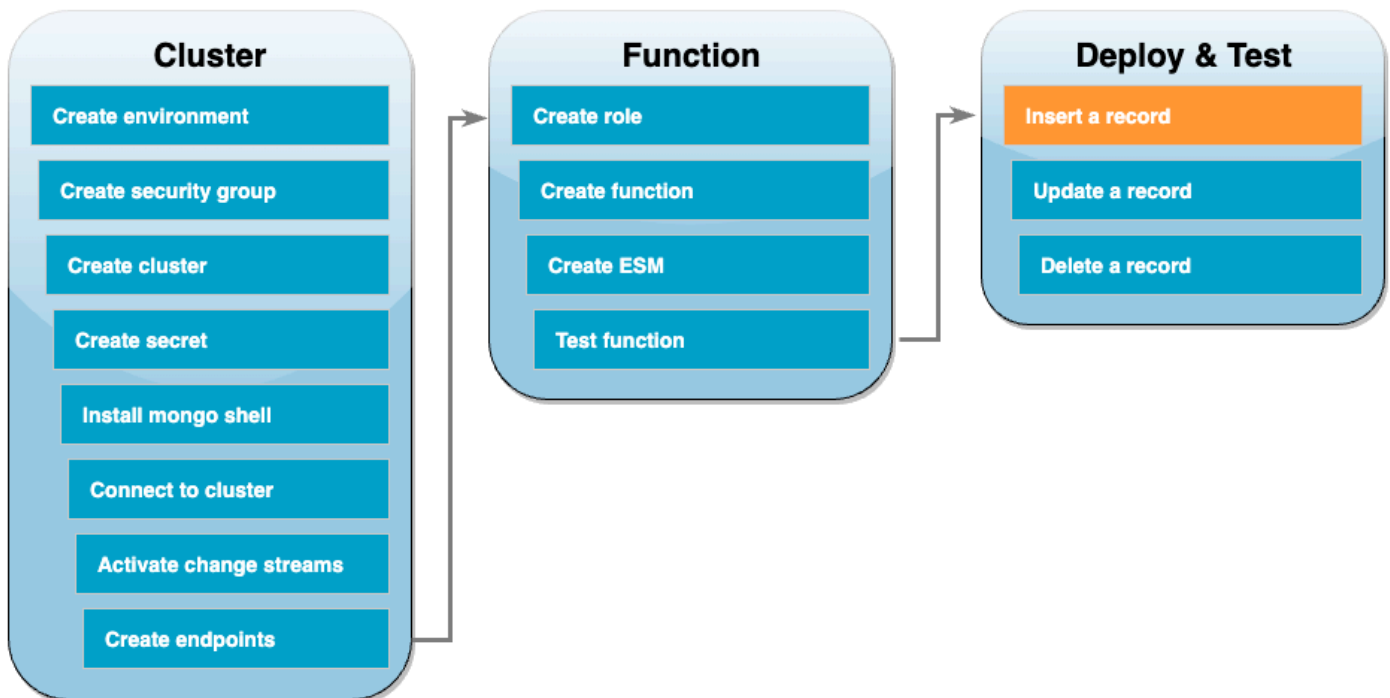 Cluster
Create environment
Create security group
Create cluster
Create secret
Install mongo shell
Connect to cluster
Activate change streams
Create endpoints
Function
Create role
Create function
Create ESM
Test function
Deploy & Test
Insert a record
Update a record
Delete a record